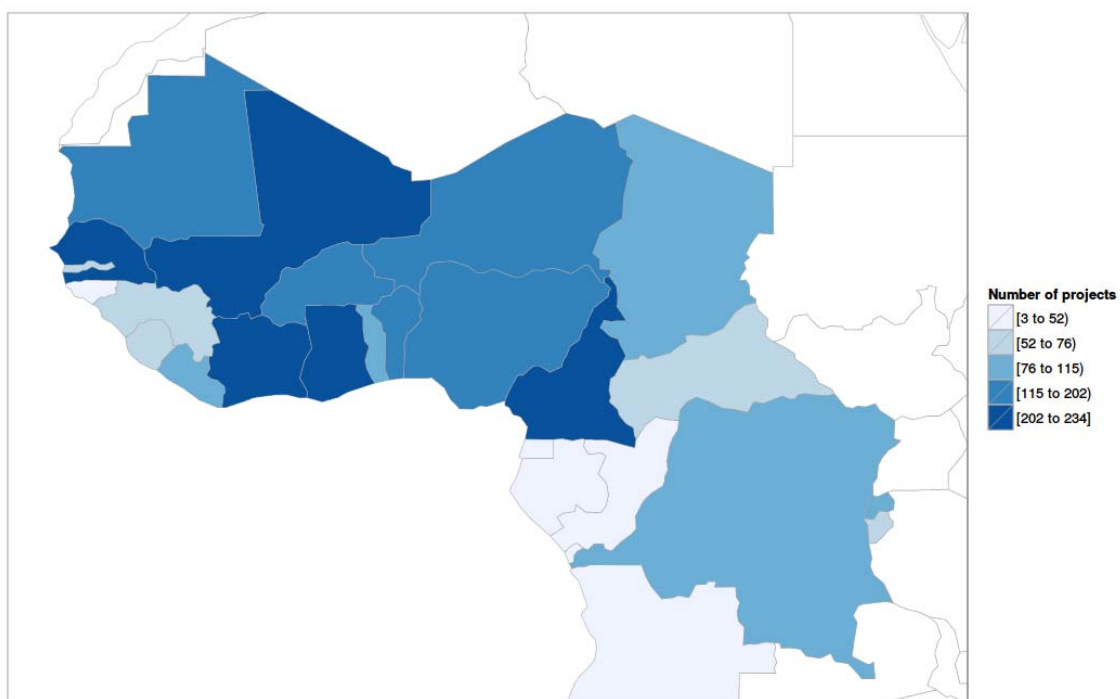 Number of projects
[3 to 52)
[52 to 76)
[76 to 115)
[115 to 202)
[202 to 234]